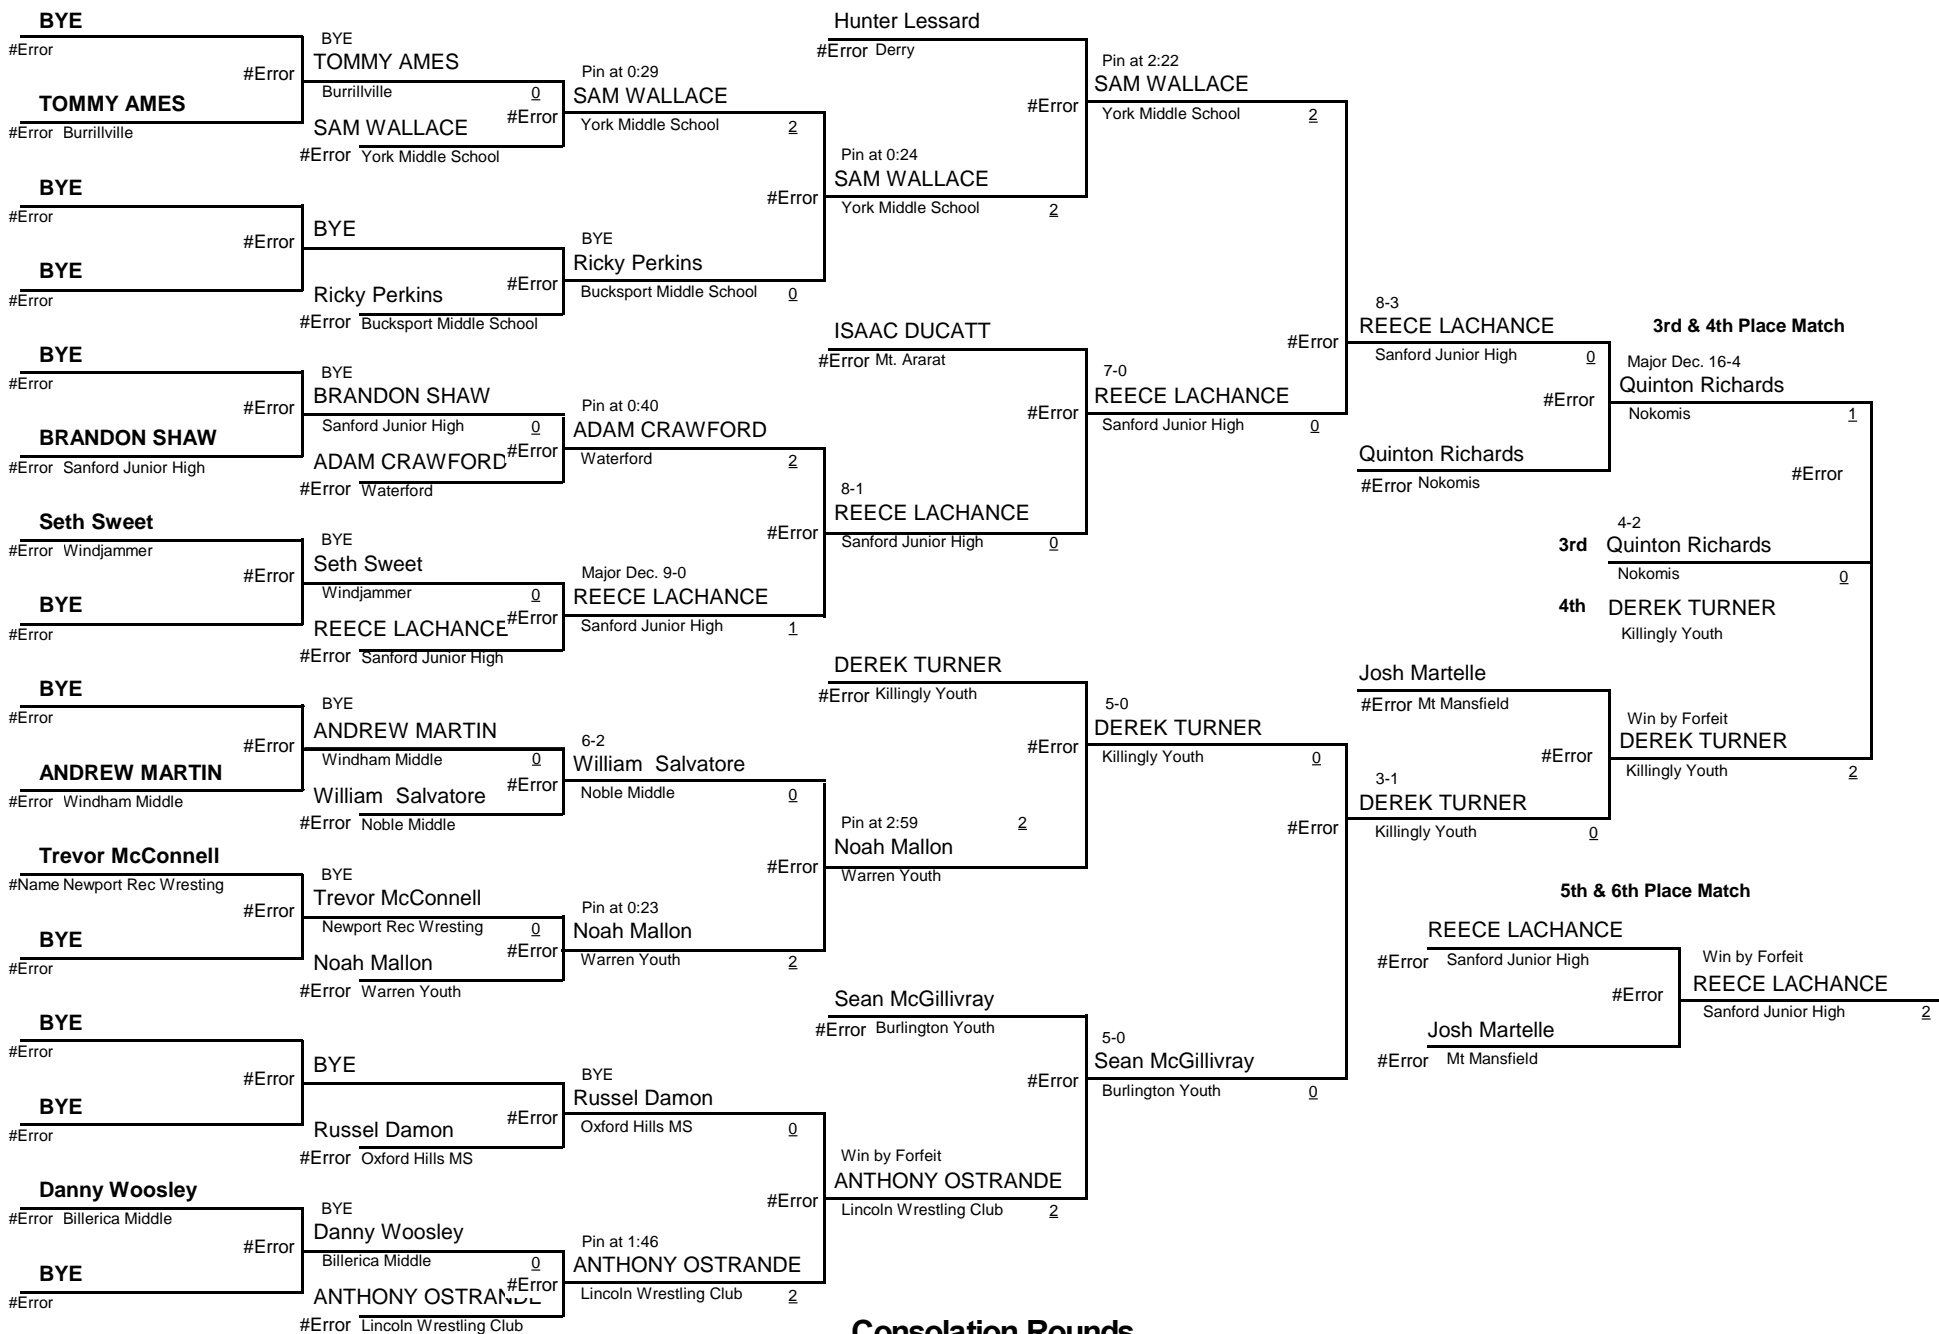 BYE
#Error
#Error
TOMMY AMES
#Error Burrillville
BYE
#Error
#Error
BYE
#Error
BYE
#Error
#Error
BRANDON SHAW
#Error Sanford Junior High
Seth Sweet
#Error Windjammer
#Error
BYE
#Error
BYE
#Error
#Error
ANDREW MARTIN
#Error Windham Middle
Trevor McConnell
#Name Newport Rec Wresting
#Error
BYE
#Error
BYE
#Error
#Error
BYE
#Error
Danny Woosley
#Error Billerica Middle
#Error
BYE
#Error
BYE
TOMMY AMES
Burrillville 0
#Error
SAM WALLACE
#Error York Middle School
BYE
#Error
Ricky Perkins
#Error Bucksport Middle School
BYE
BRANDON SHAW
Sanford Junior High 0
#Error
ADAM CRAWFORD
#Error Waterford
BYE
Seth Sweet
Windjammer 0
#Error
REECE LACHANCE
#Error Sanford Junior High
BYE
ANDREW MARTIN
Windham Middle 0
#Error
William Salvatore
#Error Noble Middle
BYE
Trevor McConnell
Newport Rec Wresting 0
#Error
Noah Mallon
#Error Warren Youth
BYE
#Error
Russel Damon
#Error Oxford Hills MS
BYE
Danny Woosley
Billerica Middle 0
#Error
ANTHONY OSTRANDE
#Error Lincoln Wrestling Club
Pin at 0:29
SAM WALLACE
York Middle School 2
#Error
BYE
Ricky Perkins
Bucksport Middle School 0
Pin at 0:40
ADAM CRAWFORD
Waterford 2
#Error
Major Dec. 9-0
REECE LACHANCE
Sanford Junior High 1
6-2
William Salvatore
Noble Middle 0
#Error
Pin at 0:23
Noah Mallon
Warren Youth 2
BYE
Russel Damon
Oxford Hills MS 0
#Error
Pin at 1:46
ANTHONY OSTRANDE
Lincoln Wrestling Club 2
Hunter Lessard
#Error Derry
#Error
Pin at 0:24
SAM WALLACE
York Middle School 2
ISAAC DUCATT
#Error Mt. Ararat
#Error
8-1
REECE LACHANCE
Sanford Junior High 0
DEREK TURNER
#Error Killingly Youth
#Error
Pin at 2:59 2
Noah Mallon
Warren Youth
Sean McGillivray
#Error Burlington Youth
#Error
Win by Forfeit
ANTHONY OSTRANDE
Lincoln Wrestling Club 2
Pin at 2:22
SAM WALLACE
York Middle School 2
#Error
7-0
REECE LACHANCE
Sanford Junior High 0
5-0
DEREK TURNER
Killingly Youth 0
#Error
5-0
Sean McGillivray
Burlington Youth 0
8-3
REECE LACHANCE
Sanford Junior High 0
#Error
Quinton Richards
#Error Nokomis
Josh Martelle
#Error Mt Mansfield
#Error
3-1
DEREK TURNER
Killingly Youth 0
3rd & 4th Place Match
Major Dec. 16-4
Quinton Richards
Nokomis 1
#Error
4-2
3rd Quinton Richards
Nokomis 0
4th DEREK TURNER
Killingly Youth
Win by Forfeit
DEREK TURNER
Killingly Youth 2
5th & 6th Place Match
REECE LACHANCE
#Error Sanford Junior High
#Error
Josh Martelle
#Error Mt Mansfield
Win by Forfeit
REECE LACHANCE
Sanford Junior High 2
Consolation Rounds